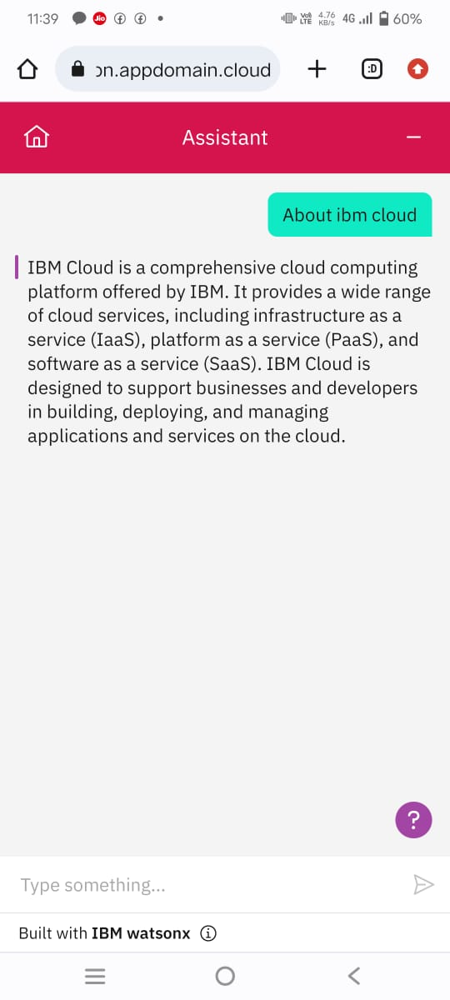 11:39 Jio Vo) LTE 4.76 KB/s 4G 60%
on.appdomain.cloud :D
Assistant
About ibm cloud
IBM Cloud is a comprehensive cloud computing
platform offered by IBM. It provides a wide range
of cloud services, including infrastructure as a
service (IaaS), platform as a service (PaaS), and
software as a service (SaaS). IBM Cloud is
designed to support businesses and developers
in building, deploying, and managing
applications and services on the cloud.
?
Type something...
Built with IBM watsonx